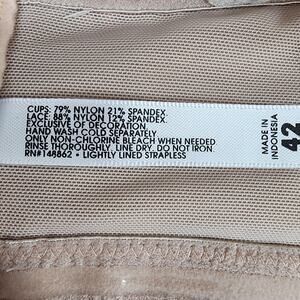 CUPS: 79% NYLON 21% SPANDEX
LACE: 88% NYLON 12% SPANDEX
EXCLUSIVE OF DECORATION
HAND WASH COLD SEPARATELY
ONLY NON-CHLORINE BLEACH WHEN NEEDED
RINSE THOROUGHLY. LINE DRY. DO NOT IRON
RN#148862 • LIGHTLY LINED STRAPLESS
MADE IN
INDONESIA
42